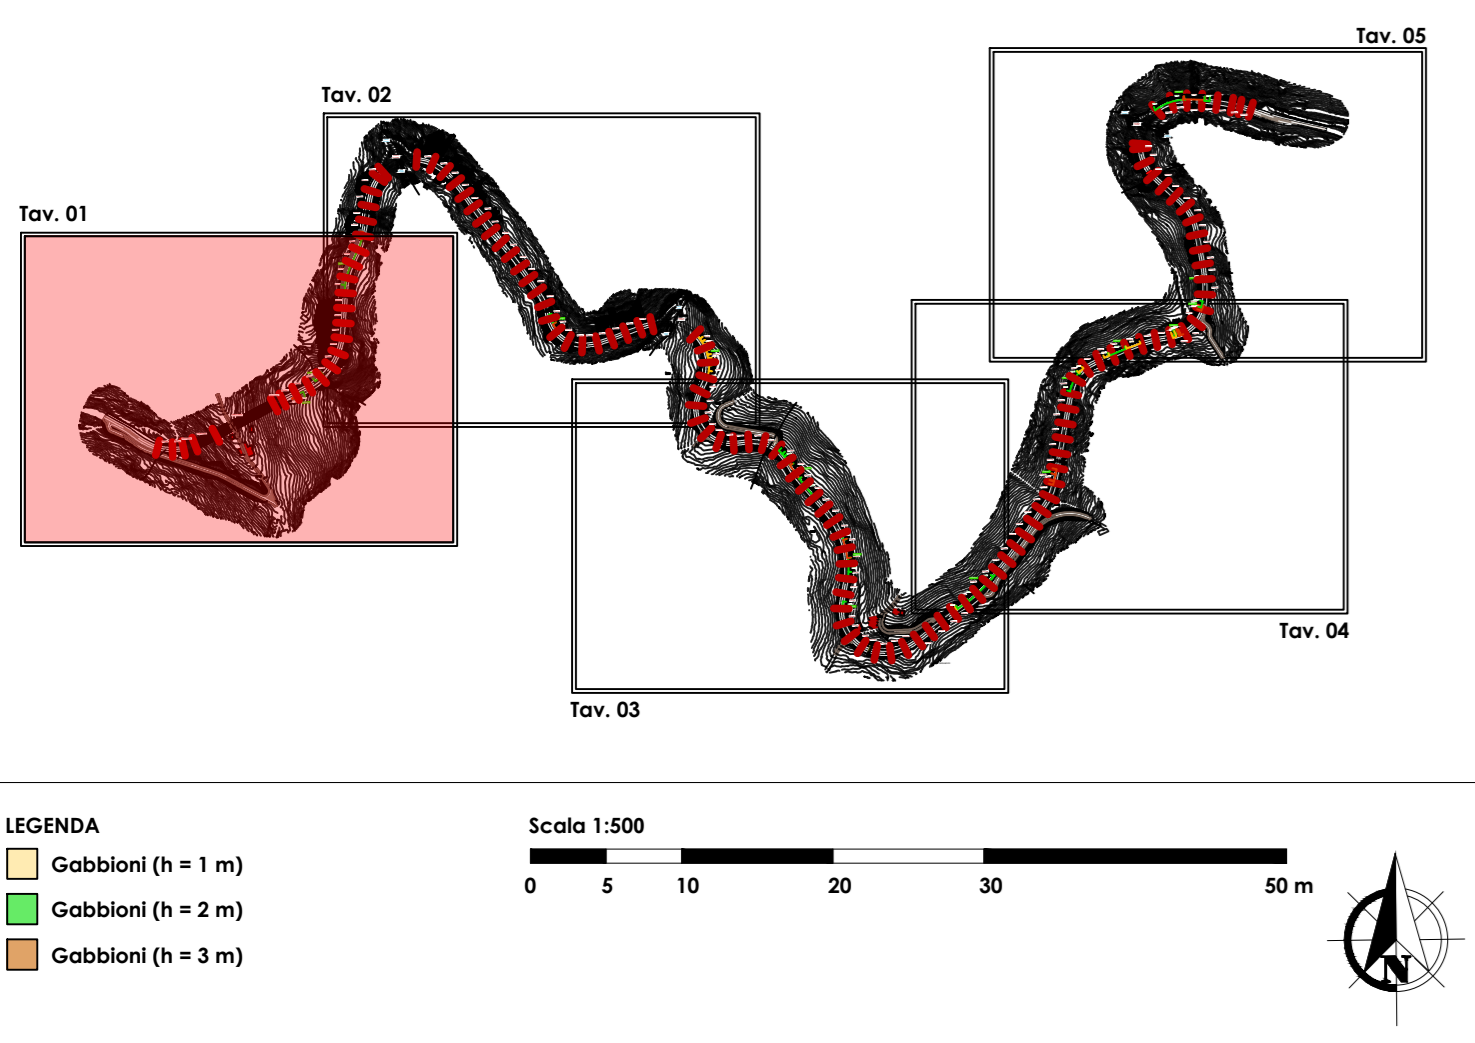 Tav. 05
Tav. 02
Tav. 01
Tav. 04
Tav. 03
LEGENDA
Gabbioni (h = 1 m)
Gabbioni (h = 2 m)
Gabbioni (h = 3 m)
Scala 1:500
0 5 10 20 30 50 m
N